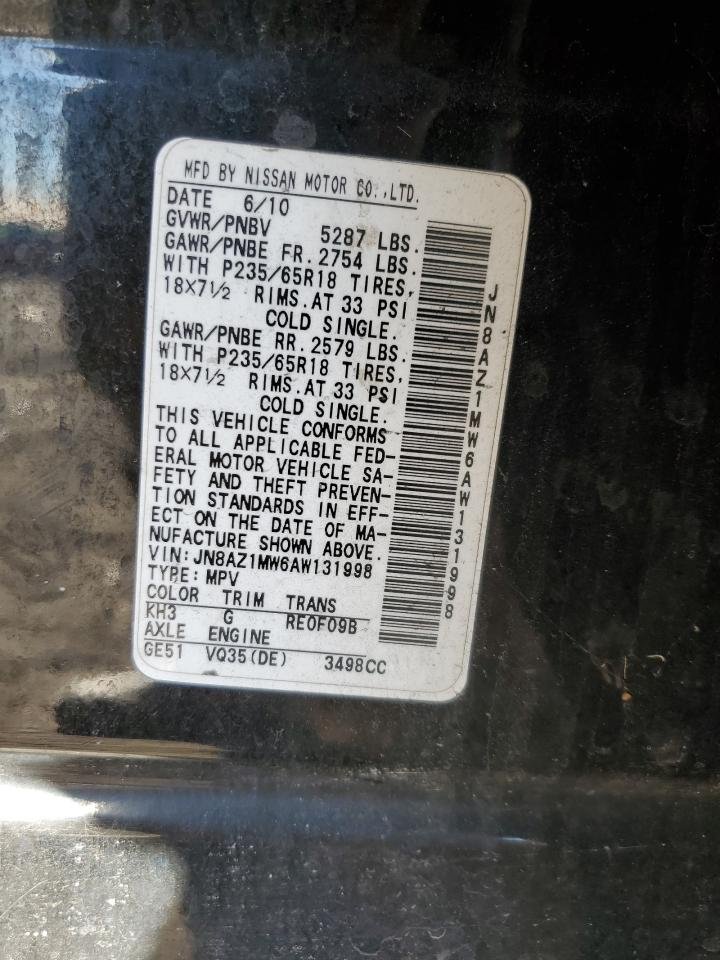 MFD BY NISSAN MOTOR CO.,LTD.
DATE 6/10
GVWR/PNBV 5287 LBS.
GAWR/PNBE FR. 2754 LBS.
WITH P235/65R18 TIRES,
18X7½ RIMS.AT 33 PSI
COLD SINGLE.
GAWR/PNBE RR. 2579 LBS.
WITH P235/65R18 TIRES,
18X7½ RIMS.AT 33 PSI
COLD SINGLE.
THIS VEHICLE CONFORMS
TO ALL APPLICABLE FED-
ERAL MOTOR VEHICLE SA-
FETY AND THEFT PREVEN-
TION STANDARDS IN EFF-
ECT ON THE DATE OF MA-
NUFACTURE SHOWN ABOVE.
VIN: JN8AZ1MW6AW131998
TYPE: MPV
COLOR TRIM TRANS
KH3 G RE0F09B
AXLE ENGINE
GE51 VQ35(DE) 3498CC
JN8AZ1MW6AW131998